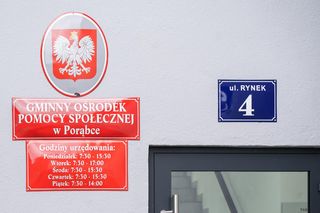 GMINNY OŚRODEK
POMOCY SPOŁECZNEJ
w Porąbce
Godziny urzędowania:
Poniedziałek: 7:30 - 15:30
Wtorek: 7:30 - 17:00
Środa: 7:30 - 15:30
Czwartek: 7:30 - 15:30
Piątek: 7:30 - 14:00
ul. RYNEK
4